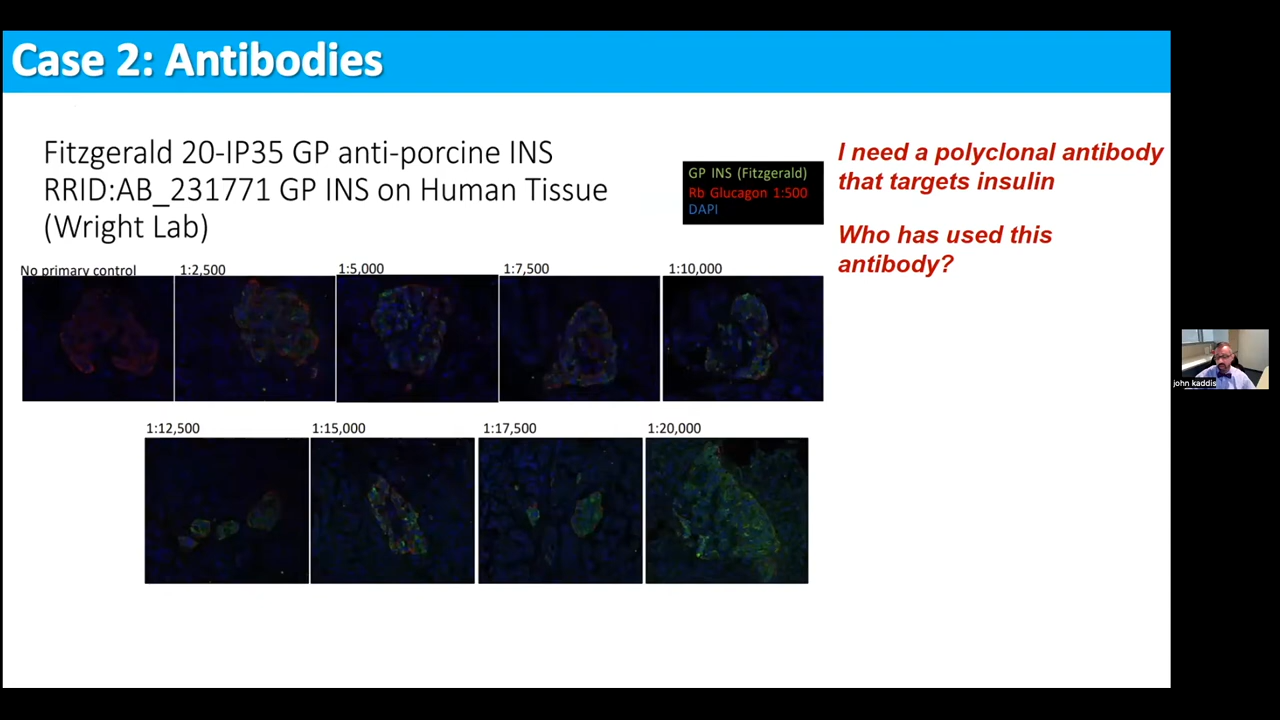 Case 2: Antibodies
Fitzgerald 20-IP35 GP anti-porcine INS
RRID:AB_231771 GP INS on Human Tissue
(Wright Lab)
GP INS (Fitzgerald)
Rb Glucagon 1:500
DAPI
I need a polyclonal antibody
that targets insulin
Who has used this
antibody?
No primary control
1:2,500
1:5,000
1:7,500
1:10,000
1:12,500
1:15,000
1:17,500
1:20,000
john kaddis